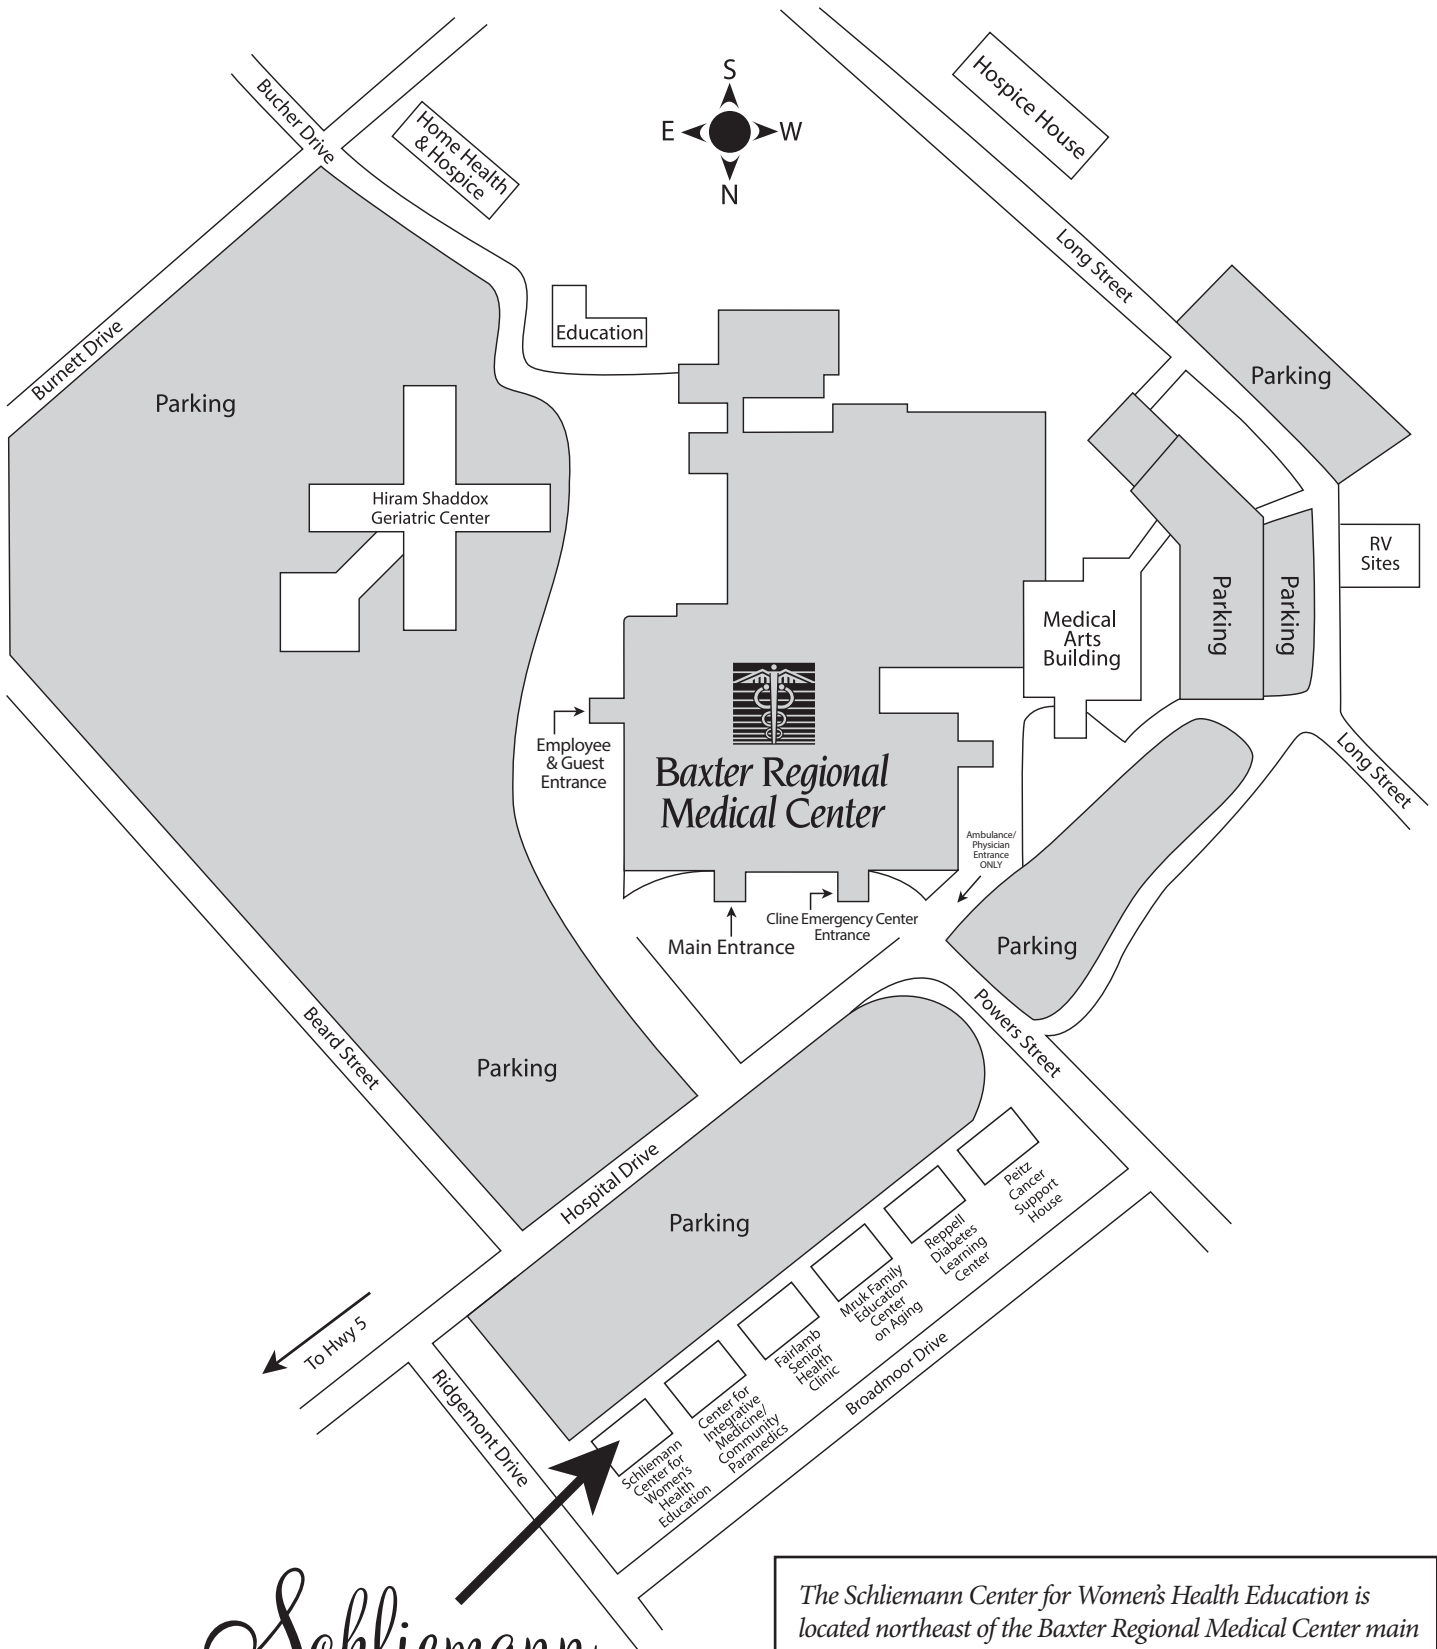 S
E
W
N
Bucher Drive
Home Health
& Hospice
Hospice House
Long Street
Education
Burnett Drive
Parking
Parking
Hiram Shaddox
Geriatric Center
RV
Sites
Parking
Parking
Medical
Arts
Building
Employee
& Guest
Entrance
Baxter Regional
Medical Center
Long Street
Ambulance/
Physician
Entrance
ONLY
Cline Emergency Center
Entrance
Main Entrance
Parking
Powers Street
Beard Street
Parking
Hospital Drive
Parking
Peitz
Cancer
Support
House
Reppell
Diabetes
Learning
Center
Mruk Family
Education
Center
on Aging
Fairlamb
Senior
Health
Clinic
Center for
Integrative
Medicine/
Community
Paramedics
Schliemann
Center for
Women's
Health
Education
Broadmoor Drive
To Hwy 5
Ridgemont Drive
Schliemann
The Schliemann Center for Women's Health Education is
located northeast of the Baxter Regional Medical Center main